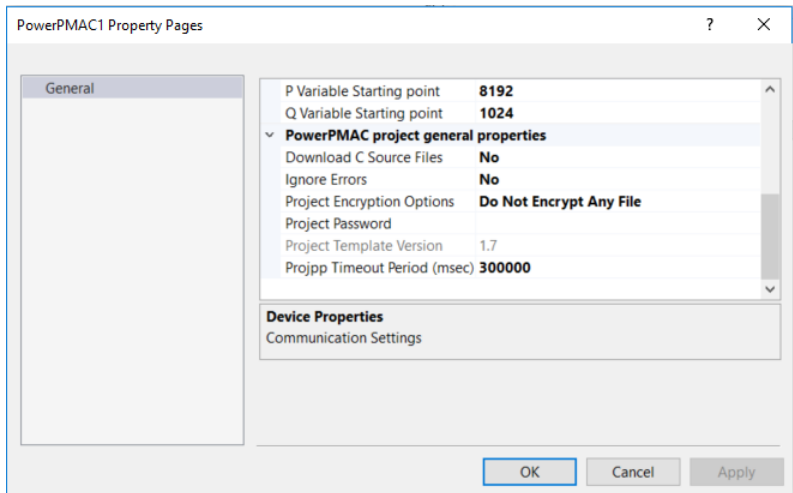 PowerPMAC1 Property Pages
?
General
P Variable Starting point 8192
Q Variable Starting point 1024
PowerPMAC project general properties
Download C Source Files No
Ignore Errors No
Project Encryption Options Do Not Encrypt Any File
Project Password
Project Template Version 1.7
Projpp Timeout Period (msec) 300000
Device Properties
Communication Settings
OK Cancel Apply